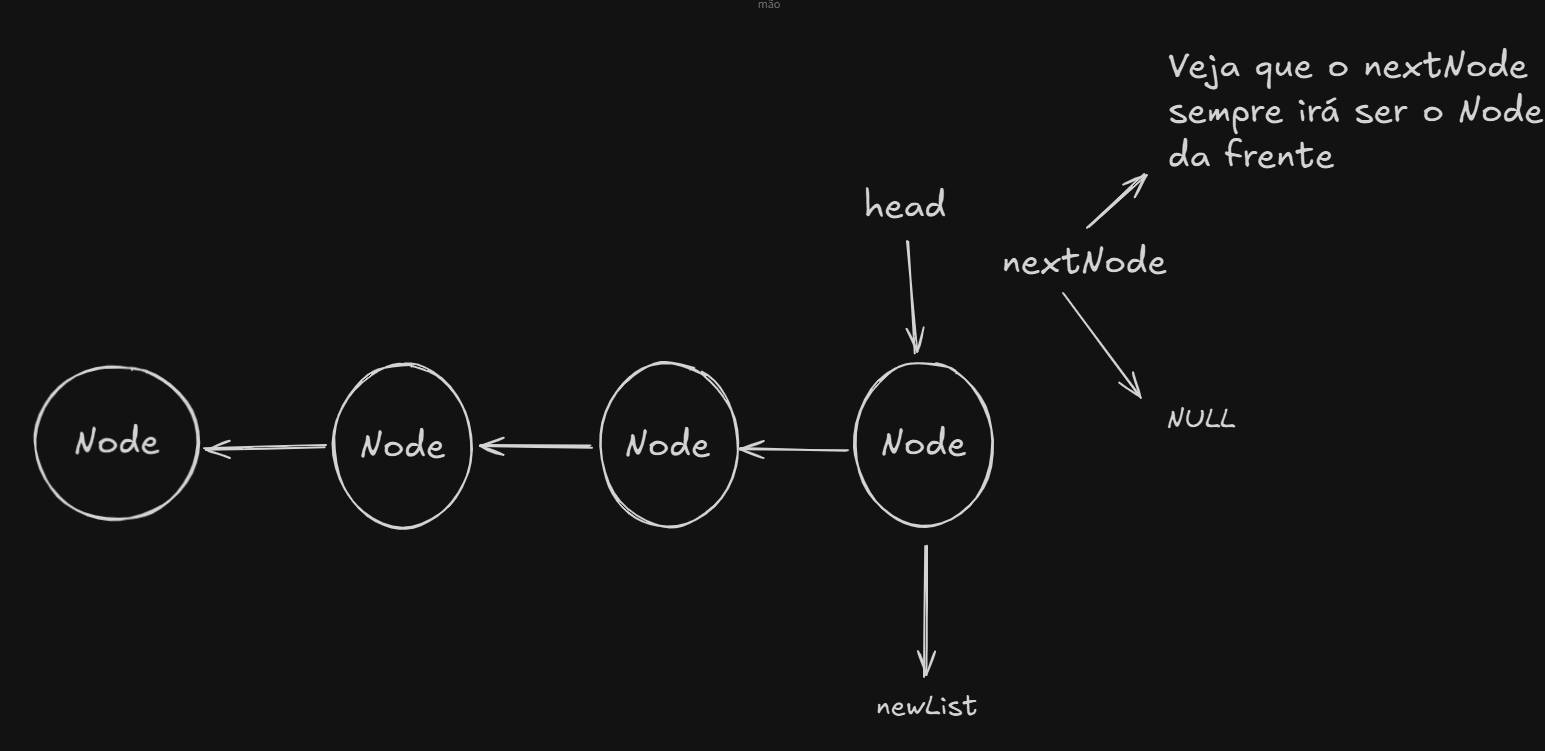 mão
Veja que o nextNode
sempre irá ser o Node
da frente
head
nextNode
NULL
Node
Node
Node
Node
newList